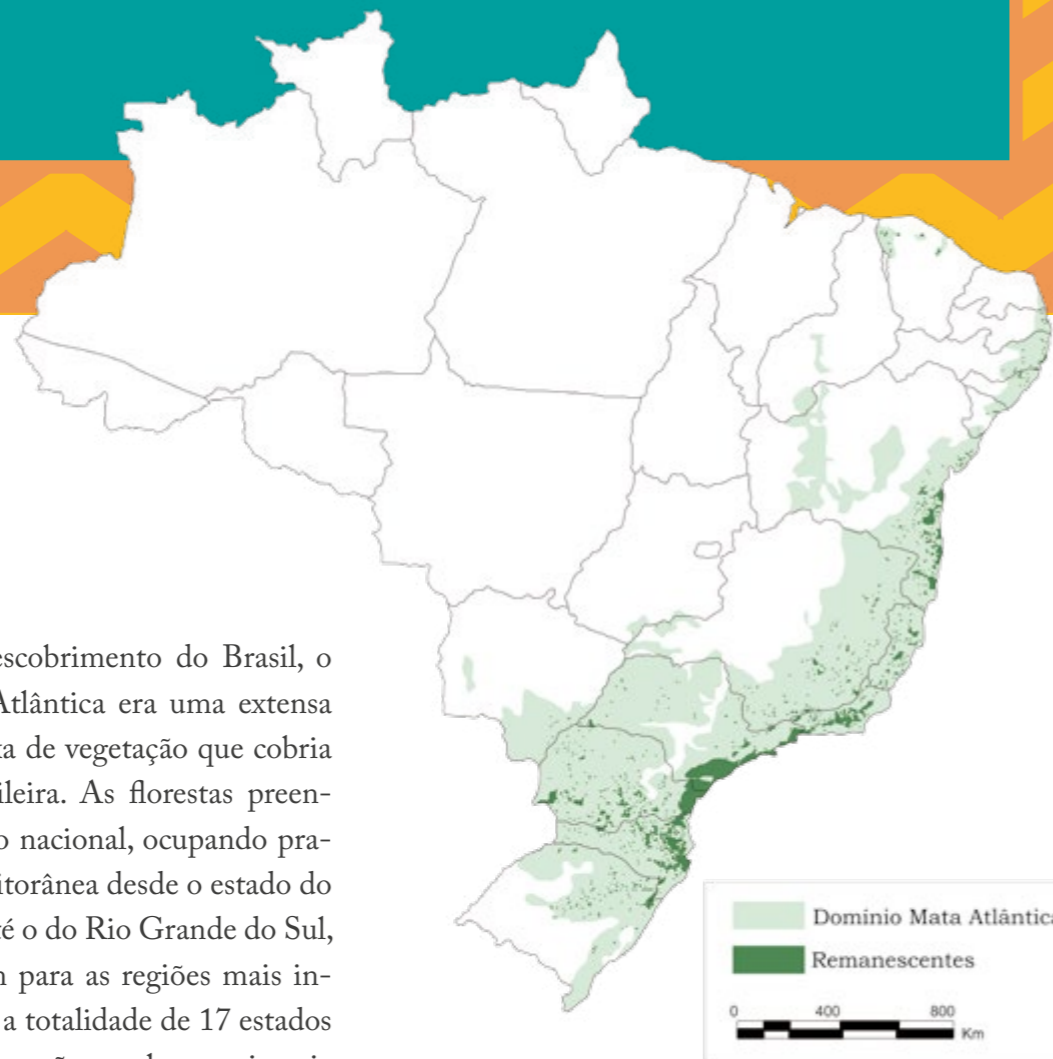 escobrimento do Brasil, o
Atlântica era uma extensa
a de vegetação que cobria
ileira. As florestas preen-
o nacional, ocupando pra-
itorânea desde o estado do
té o do Rio Grande do Sul,
para as regiões mais in-
a totalidade de 17 estados
Domínio Mata Atlântica
Remanescentes
0 400 800
Km